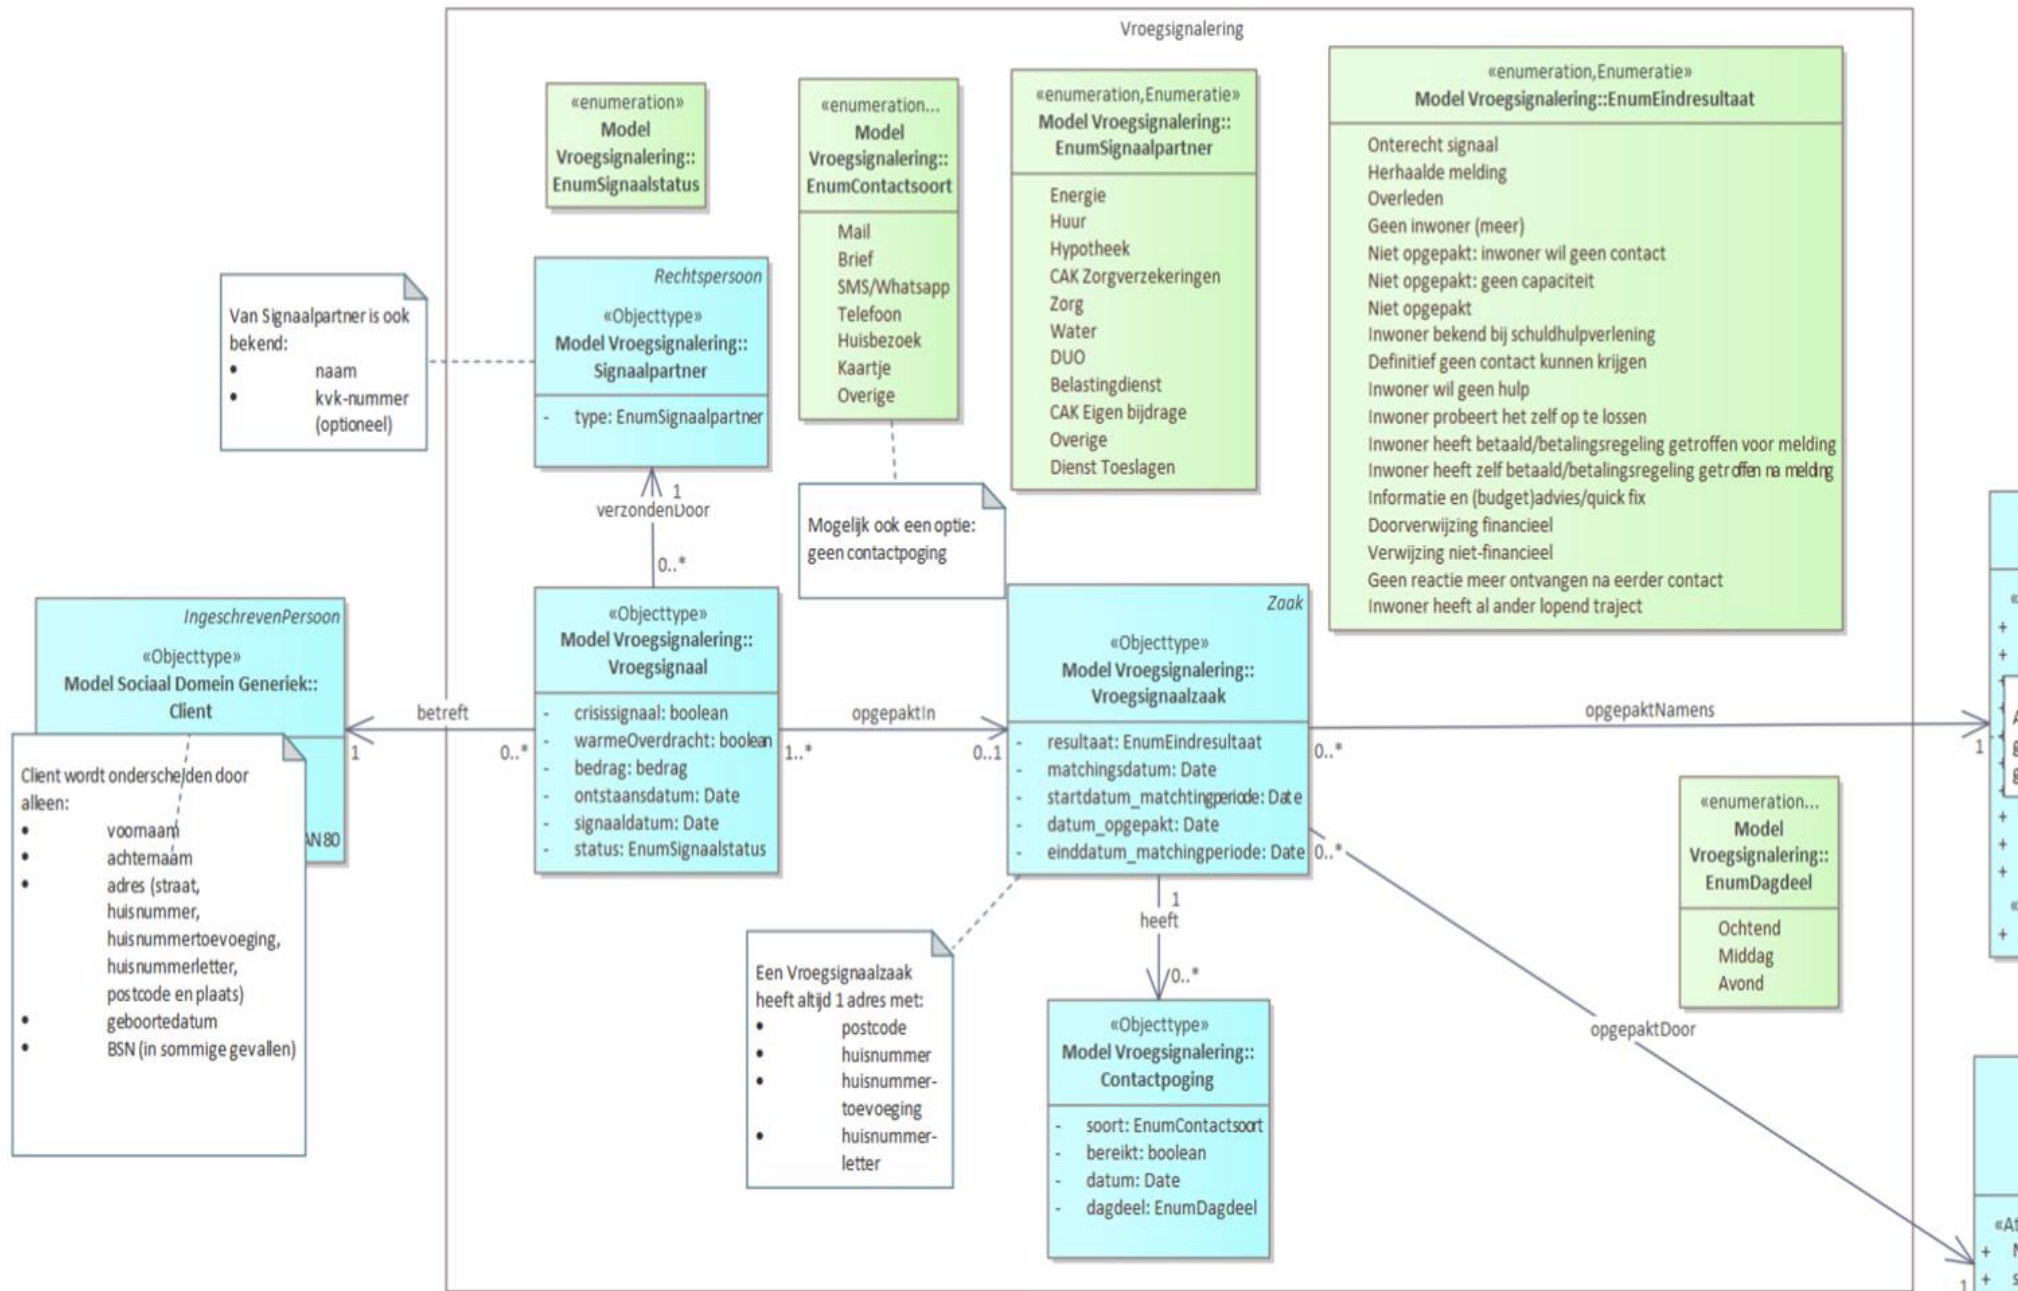 Vroegsignalering
«enumeration»
Model
Vroegsignalering::
EnumSignaalstatus
«enumeration...
Model
Vroegsignalering::
EnumContactsoort
Mail
Brief
SMS/Whatsapp
Telefoon
Huisbezoek
Kaartje
Overige
«enumeration,Enumeratie»
Model Vroegsignalering::
EnumSignaalpartner
Energie
Huur
Hypotheek
CAK Zorgverzekeringen
Zorg
Water
DUO
Belastingdienst
CAK Eigen bijdrage
Overige
Dienst Toeslagen
«enumeration,Enumeratie»
Model Vroegsignalering::EnumEindresultaat
Onterecht signaal
Herhaalde melding
Overleden
Geen inwoner (meer)
Niet opgepakt: inwoner wil geen contact
Niet opgepakt: geen capaciteit
Niet opgepakt
Inwoner bekend bij schuldhulpverlening
Definitief geen contact kunnen krijgen
Inwoner wil geen hulp
Inwoner probeert het zelf op te lossen
Inwoner heeft betaald/betalingsregeling getroffen voor melding
Inwoner heeft zelf betaald/betalingsregeling getroffen na melding
Informatie en (budget)advies/quick fix
Doorverwijzing financieel
Verwijzing niet-financieel
Geen reactie meer ontvangen na eerder contact
Inwoner heeft al ander lopend traject
Van Signaalpartner is ook
bekend:
• naam
• kvk-nummer
(optioneel)
Rechtspersoon
«Objecttype»
Model Vroegsignalering::
Signaalpartner
- type: EnumSignaalpartner
1
verzondenDoor
0..*
Mogelijk ook een optie:
geen contactpoging
IngeschrevenPersoon
«Objecttype»
Model Sociaal Domein Generiek::
Client
AN80
Client wordt onderscheiden door
alleen:
• voornaam
• achternaam
• adres (straat,
huisnummer,
huisnummertoevoeging,
huisnummerletter,
postcode en plaats)
• geboortedatum
• BSN (in sommige gevallen)
betreft
1
0..*
«Objecttype»
Model Vroegsignalering::
Vroegsignaal
- crisissignaal: boolean
- warmeOverdracht: boolean
- bedrag: bedrag
- ontstaansdatum: Date
- signaaldatum: Date
- status: EnumSignaalstatus
opgepaktIn
1..*
0..1
Zaak
«Objecttype»
Model Vroegsignalering::
Vroegsignaalzaak
- resultaat: EnumEindresultaat
- matchingsdatum: Date
- startdatum_matchtingperiode: Date
- datum_opgepakt: Date
- einddatum_matchingperiode: Date
opgepaktNamens
0..*
1
0..*
opgepaktDoor
1
1
heeft
0..*
Een Vroegsignaalzaak
heeft altijd 1 adres met:
• postcode
• huisnummer
• huisnummer-
toevoeging
• huisnummer-
letter
«Objecttype»
Model Vroegsignalering::
Contactpoging
- soort: EnumContactsoort
- bereikt: boolean
- datum: Date
- dagdeel: EnumDagdeel
«enumeration...
Model
Vroegsignalering::
EnumDagdeel
Ochtend
Middag
Avond
«At
+
+ s